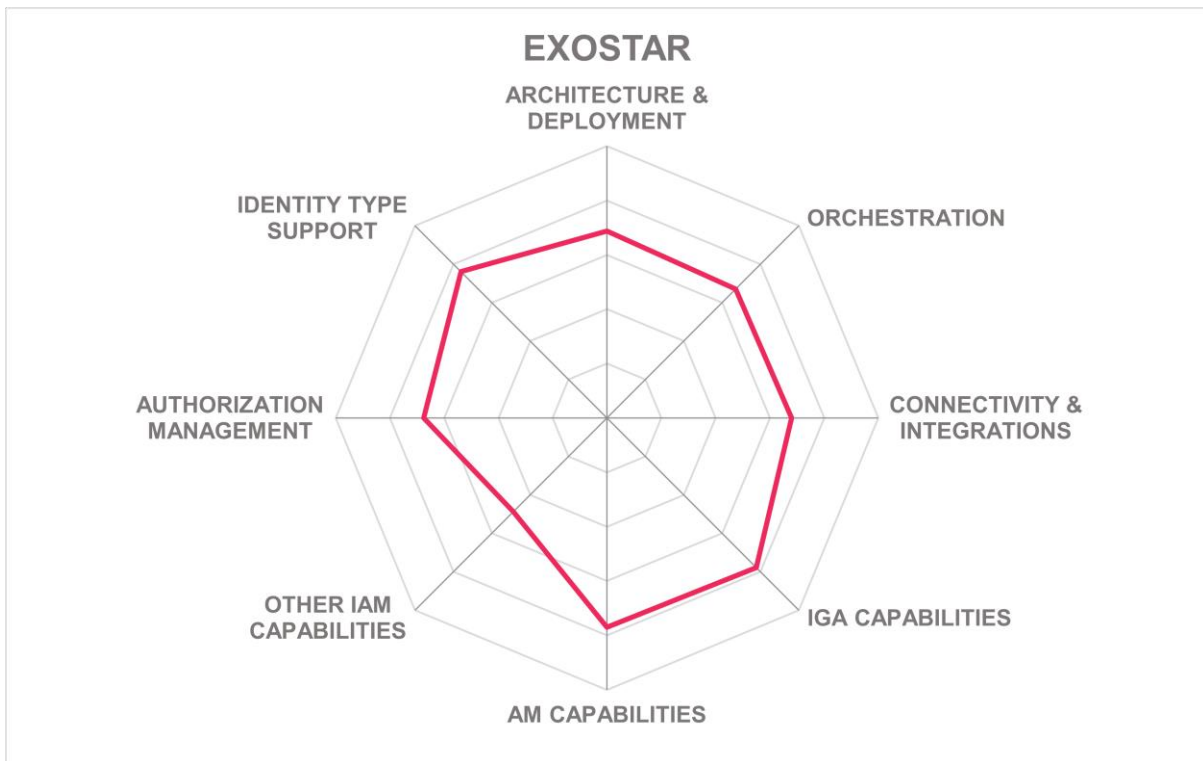 EXOSTAR
ARCHITECTURE &
DEPLOYMENT
ORCHESTRATION
CONNECTIVITY &
INTEGRATIONS
IGA CAPABILITIES
AM CAPABILITIES
OTHER IAM
CAPABILITIES
AUTHORIZATION
MANAGEMENT
IDENTITY TYPE
SUPPORT